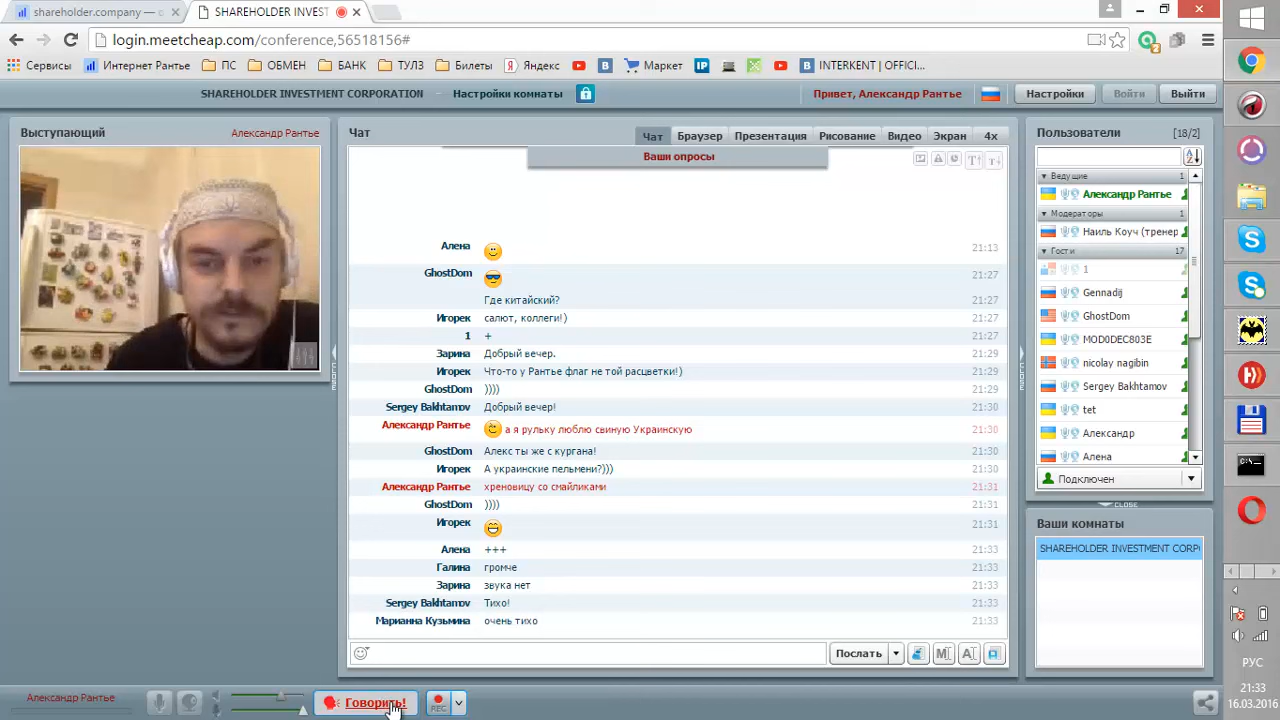 shareholder.company — с
SHAREHOLDER INVEST
login.meetcheap.com/conference,56518156#
Сервисы
Интернет Рантье
ПС
ОБМЕН
БАНК
ТУЛЗ
Билеты
Яндекс
Маркет
INTERKENT | OFFICI...
SHAREHOLDER INVESTMENT CORPORATION
Настройки комнаты
Привет, Александр Рантье
Настройки
Войти
Выйти
Выступающий
Александр Рантье
Чат
Чат
Браузер
Презентация
Рисование
Видео
Экран
4x
Ваши опросы
Алена 21:13
GhostDom 21:27
Где китайский? 21:27
Игорек салют, коллеги!) 21:27
1 + 21:27
Зарина Добрый вечер. 21:29
Игорек Что-то у Рантье флаг не той расцветки!) 21:29
GhostDom )))) 21:29
Sergey Bakhtamov Добрый вечер! 21:30
Александр Рантье а я рульку люблю свиную Украинскую 21:30
GhostDom Алекс ты же с кургана! 21:30
Игорек А украинские пельмени?))) 21:30
Александр Рантье хреновицу со смайликами 21:31
GhostDom )))) 21:31
Игорек 21:31
Алена +++ 21:33
Галина громче 21:33
Зарина звука нет 21:33
Sergey Bakhtamov Тихо! 21:33
Марианна Кузьмина очень тихо 21:33
Послать
Пользователи [18/2]
Ведущие 1
Александр Рантье
Модераторы 1
Наиль Коуч (тренер
Гости 17
1
Gennadij
GhostDom
MOD0DEC803E
nicolay nagibin
Sergey Bakhtamov
tet
Александр
Алена
Подключен
CLOSE
Ваши комнаты
SHAREHOLDER INVESTMENT CORP
Александр Рантье
Говорить!
REC
РУС
21:33
16.03.2016